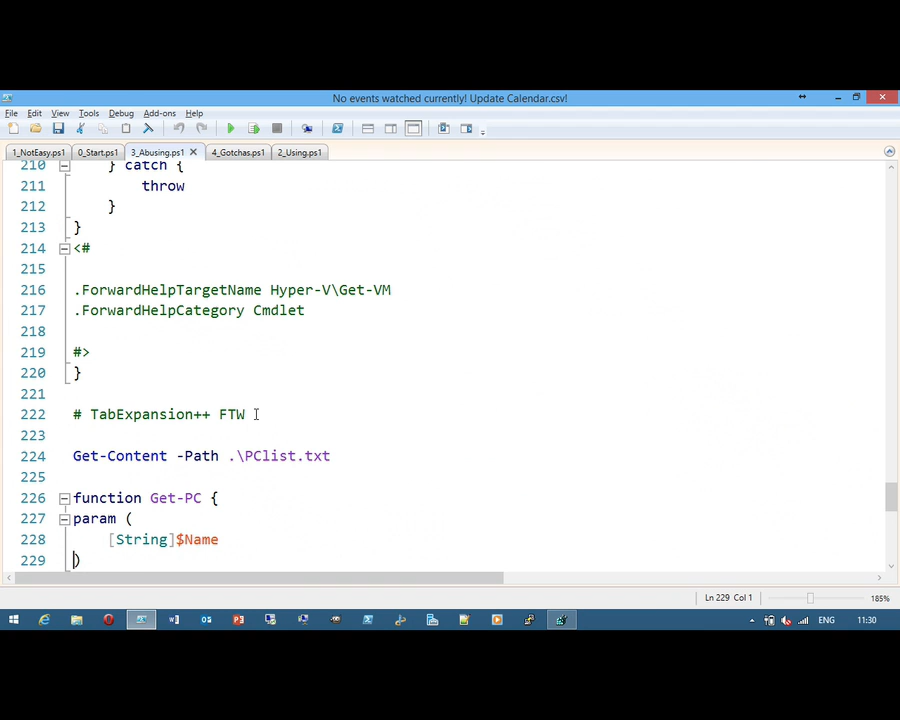 No events watched currently! Update Calendar.csv!
File Edit View Tools Debug Add-ons Help
1_NotEasy.ps1 0_Start.ps1 3_Abusing.ps1 4_Gotchas.ps1 2_Using.ps1
210 } catch {
211 throw
212 }
213 }
214 <#
215
216 .ForwardHelpTargetName Hyper-V\Get-VM
217 .ForwardHelpCategory Cmdlet
218
219 #>
220 }
221
222 # TabExpansion++ FTW
223
224 Get-Content -Path .\PClist.txt
225
226 function Get-PC {
227 param (
228 [String]$Name
229 )
Ln 229 Col 1 185%
ENG 11:30